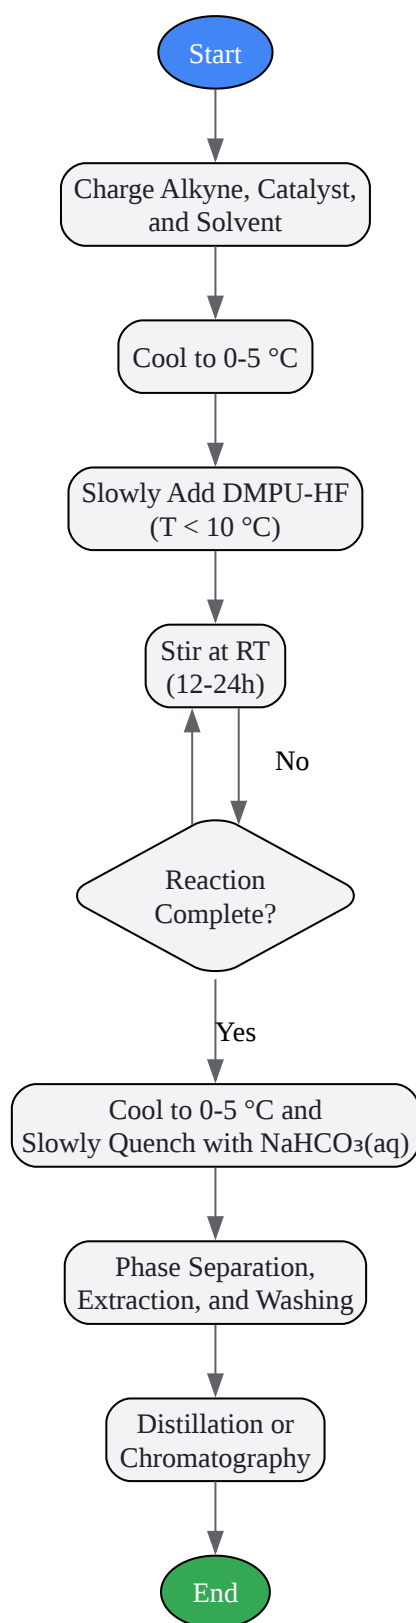 Start
Charge Alkyne, Catalyst,
and Solvent
Cool to 0-5 °C
Slowly Add DMPU-HF
(T < 10 °C)
Stir at RT
(12-24h)
No
Reaction
Complete?
Yes
Cool to 0-5 °C and
Slowly Quench with NaHCO₃(aq)
Phase Separation,
Extraction, and Washing
Distillation or
Chromatography
End